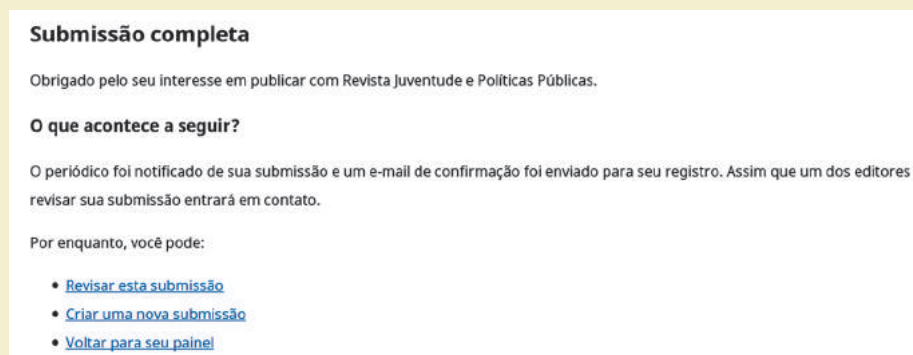 Submissão completa
Obrigado pelo seu interesse em publicar com Revista Juventude e Políticas Públicas.
O que acontece a seguir?
O periódico foi notificado de sua submissão e um e-mail de confirmação foi enviado para seu registro. Assim que um dos editores
revisar sua submissão entrará em contato.
Por enquanto, você pode:
• Revisar esta submissão
• Criar uma nova submissão
• Voltar para seu painel